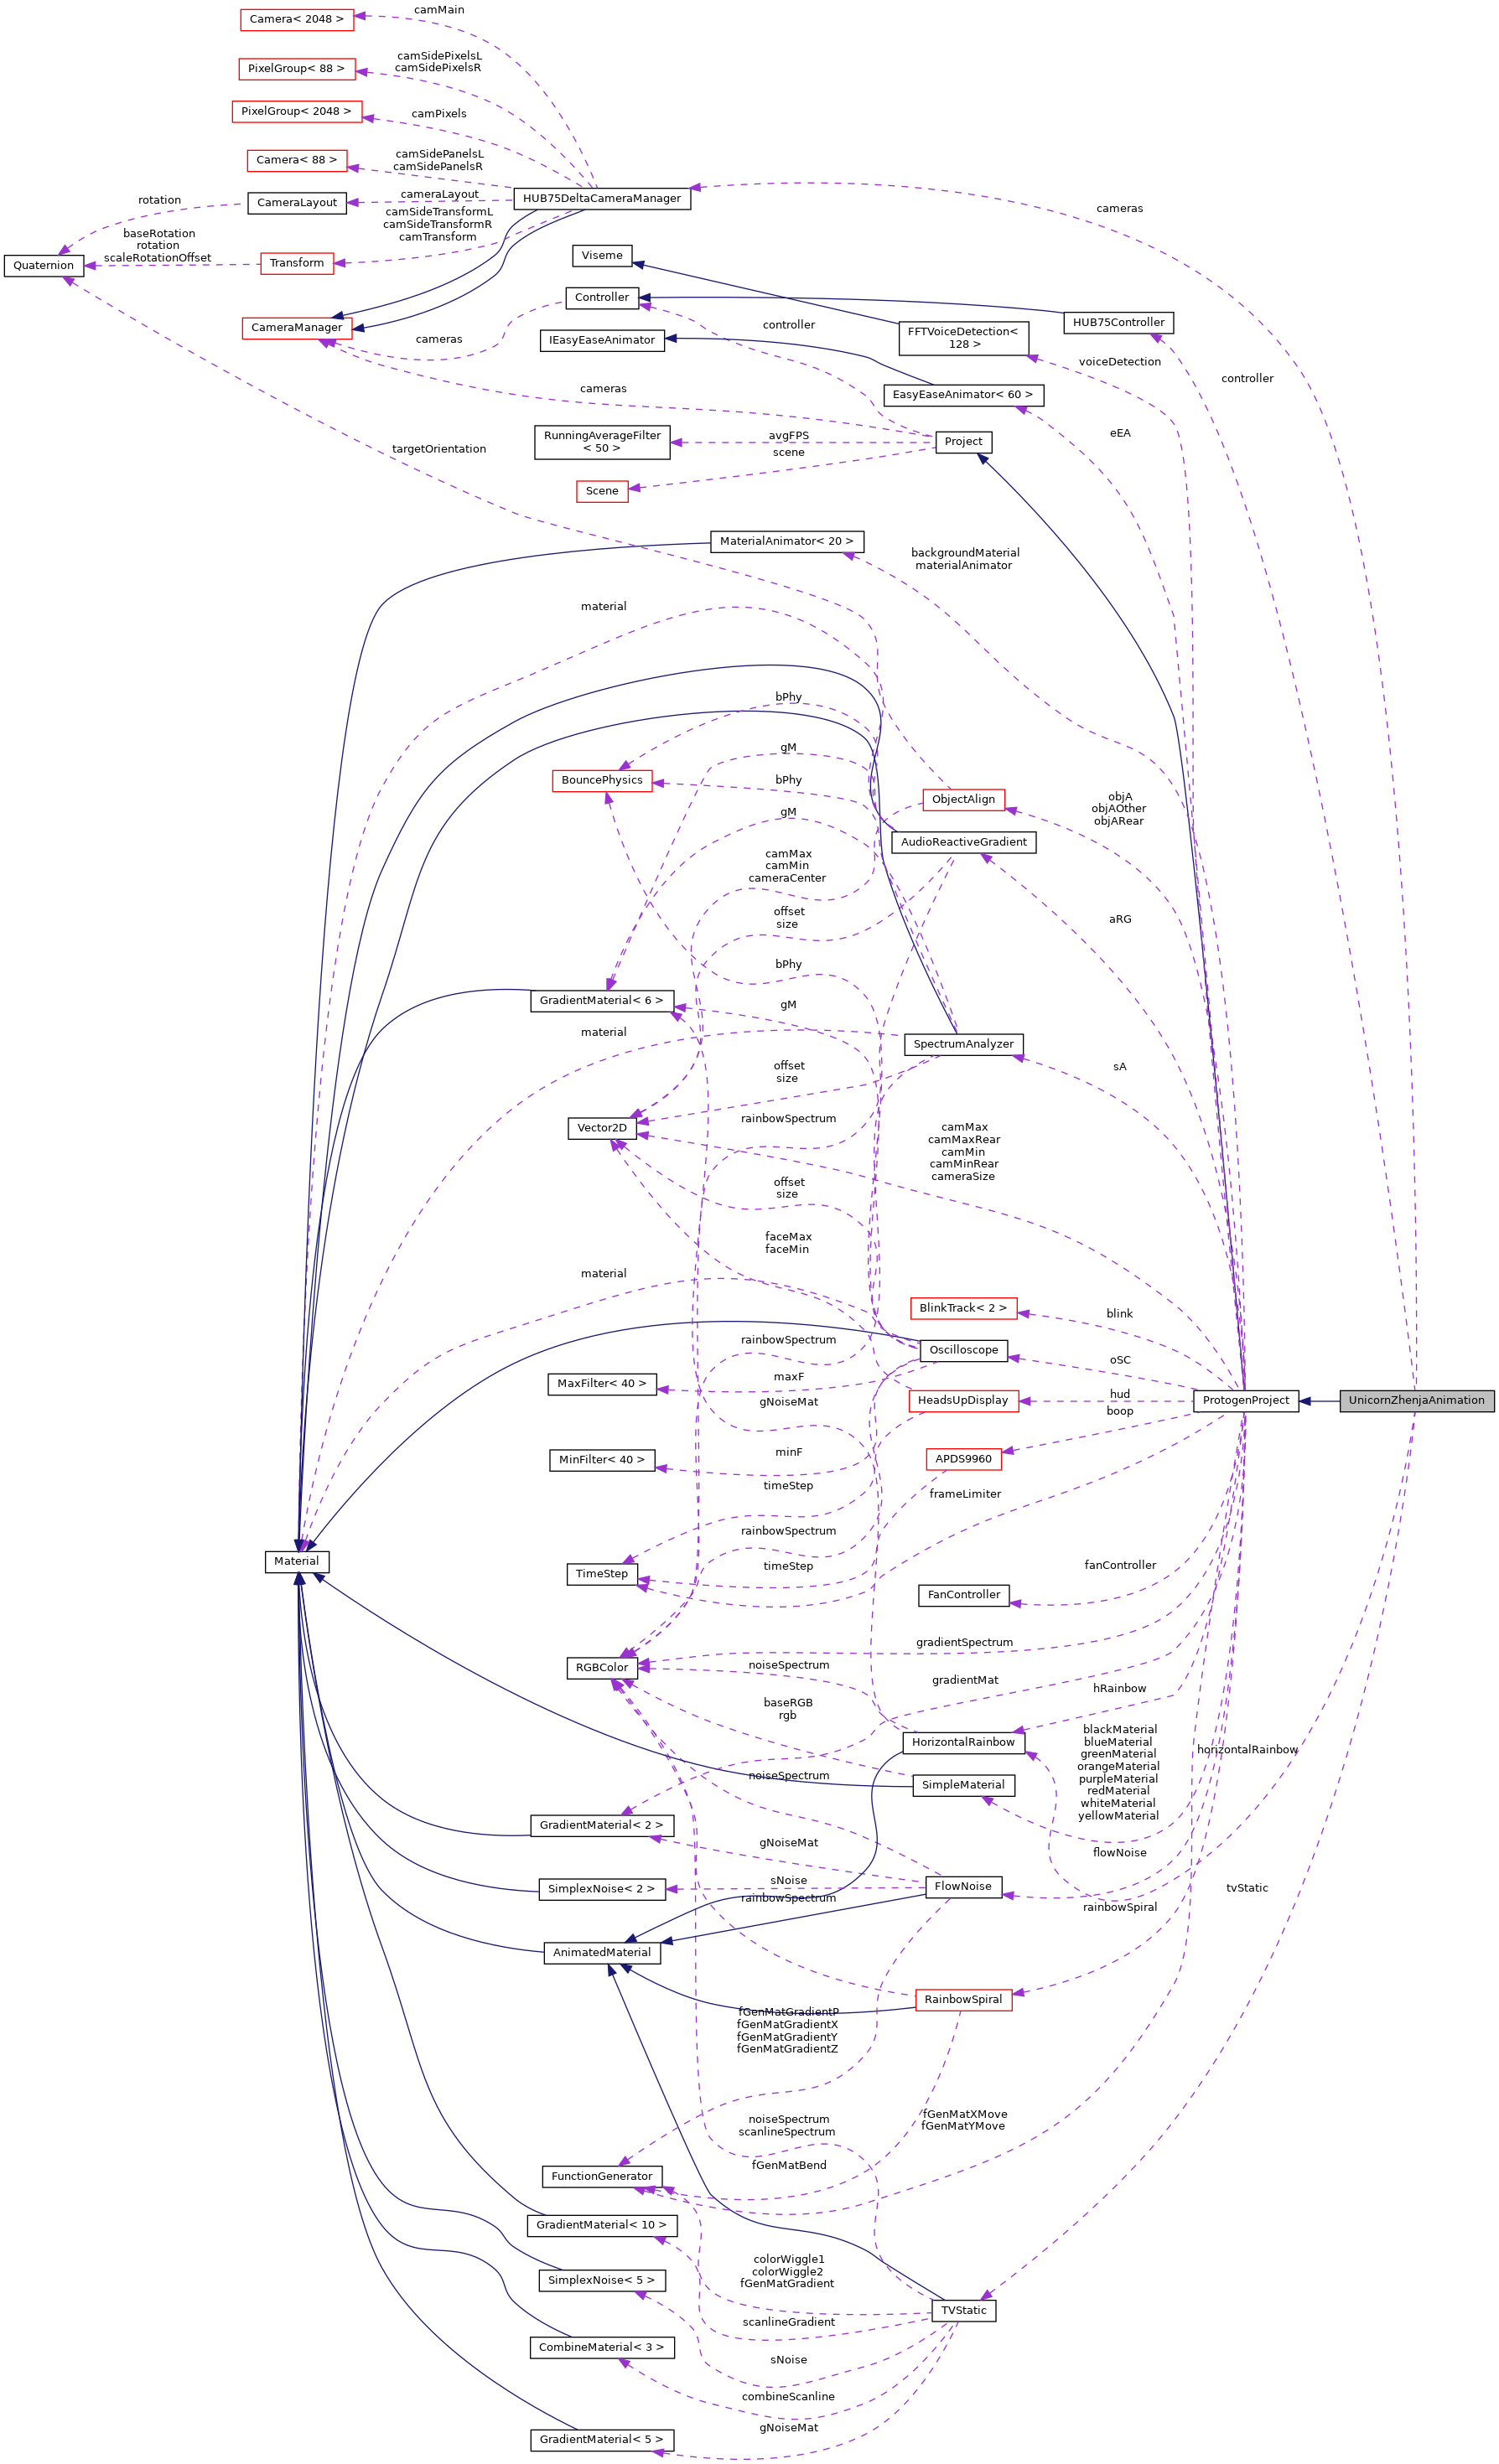 camMain
Camera< 2048 >
camSidePixelsL
camSidePixelsR
PixelGroup< 88 >
PixelGroup< 2048 >
camPixels
camSidePanelsL
camSidePanelsR
Camera< 88 >
HUB75DeltaCameraManager
cameraLayout
CameraLayout
rotation
cameras
camSideTransformL
camSideTransformR
camTransform
baseRotation
rotation
scaleRotationOffset
Quaternion
Transform
Viseme
Controller
CameraManager
cameras
controller
IEasyEaseAnimator
FFTVoiceDetection<
128 >
HUB75Controller
voiceDetection
controller
cameras
EasyEaseAnimator< 60 >
eEA
RunningAverageFilter
< 50 >
avgFPS
Project
scene
targetOrientation
Scene
MaterialAnimator< 20 >
backgroundMaterial
materialAnimator
material
bPhy
gM
BouncePhysics
bPhy
ObjectAlign
objA
objAOther
objARear
gM
AudioReactiveGradient
camMax
camMin
cameraCenter
offset
size
aRG
bPhy
GradientMaterial< 6 >
gM
material
SpectrumAnalyzer
offset
size
sA
rainbowSpectrum
Vector2D
camMax
camMaxRear
camMin
camMinRear
cameraSize
offset
size
faceMax
faceMin
material
BlinkTrack< 2 >
blink
rainbowSpectrum
Oscilloscope
oSC
MaxFilter< 40 >
maxF
gNoiseMat
HeadsUpDisplay
hud
boop
ProtogenProject
UnicornZhenjaAnimation
MinFilter< 40 >
minF
APDS9960
timeStep
frameLimiter
rainbowSpectrum
Material
TimeStep
timeStep
fanController
FanController
gradientSpectrum
RGBColor
noiseSpectrum
gradientMat
hRainbow
baseRGB
rgb
HorizontalRainbow
blackMaterial
blueMaterial
greenMaterial
orangeMaterial
purpleMaterial
redMaterial
whiteMaterial
yellowMaterial
horizontalRainbow
noiseSpectrum
SimpleMaterial
GradientMaterial< 2 >
gNoiseMat
flowNoise
SimplexNoise< 2 >
sNoise
FlowNoise
rainbowSpectrum
tvStatic
rainbowSpiral
AnimatedMaterial
RainbowSpiral
fGenMatGradientP
fGenMatGradientX
fGenMatGradientY
fGenMatGradientZ
noiseSpectrum
scanlineSpectrum
fGenMatXMove
fGenMatYMove
fGenMatBend
FunctionGenerator
GradientMaterial< 10 >
colorWiggle1
colorWiggle2
fGenMatGradient
SimplexNoise< 5 >
TVStatic
scanlineGradient
CombineMaterial< 3 >
sNoise
combineScanline
gNoiseMat
GradientMaterial< 5 >